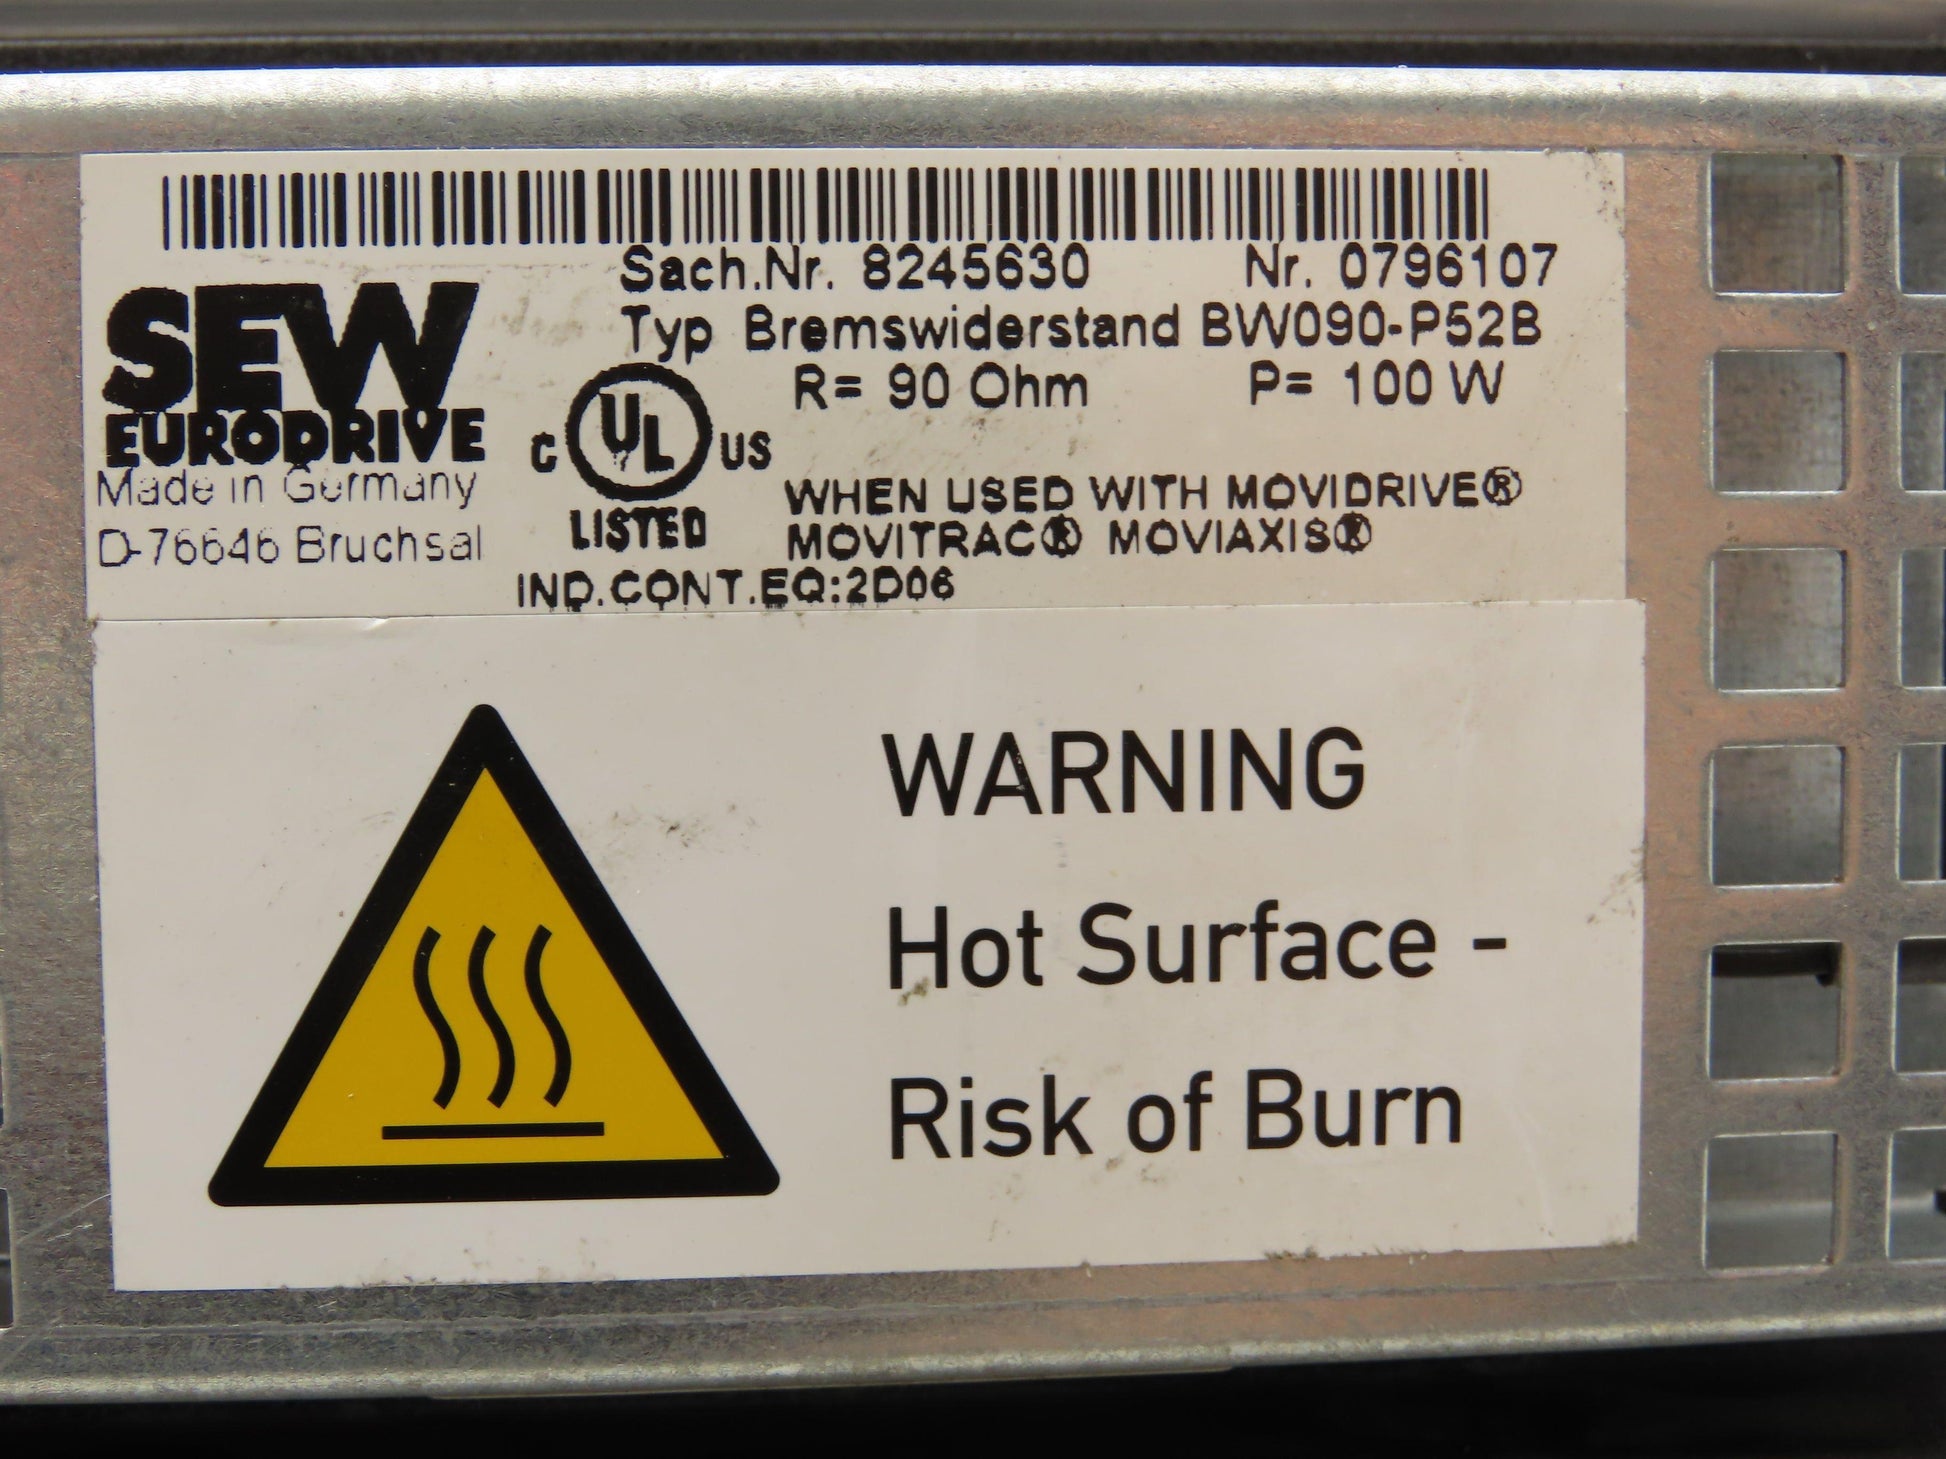 Sach.Nr. 8245630 Nr. 0796107
Typ Bremswiderstand BW090-P52B
R= 90 Ohm P= 100 W
SEW
EURODRIVE
Made in Germany
D-76646 Bruchsal
C UL US
LISTED
WHEN USED WITH MOVIDRIVE®
MOVITRAC® MOVIAXIS®
IND.CONT.EQ:2D06
WARNING
Hot Surface -
Risk of Burn